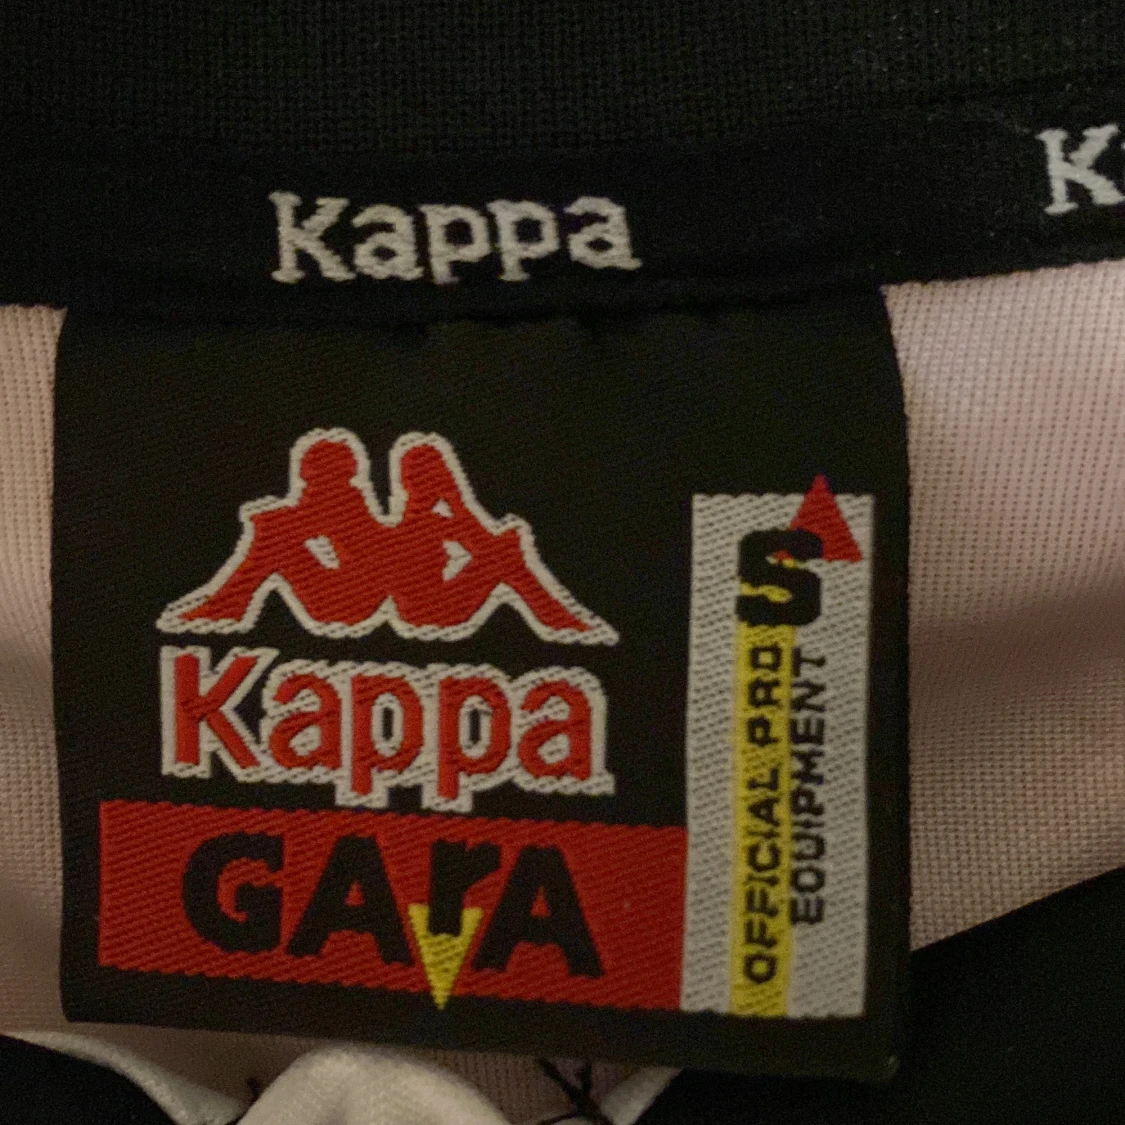 Kappa
K
Kappa
GArA
S
OFFICIAL PRO
EQUIPMENT